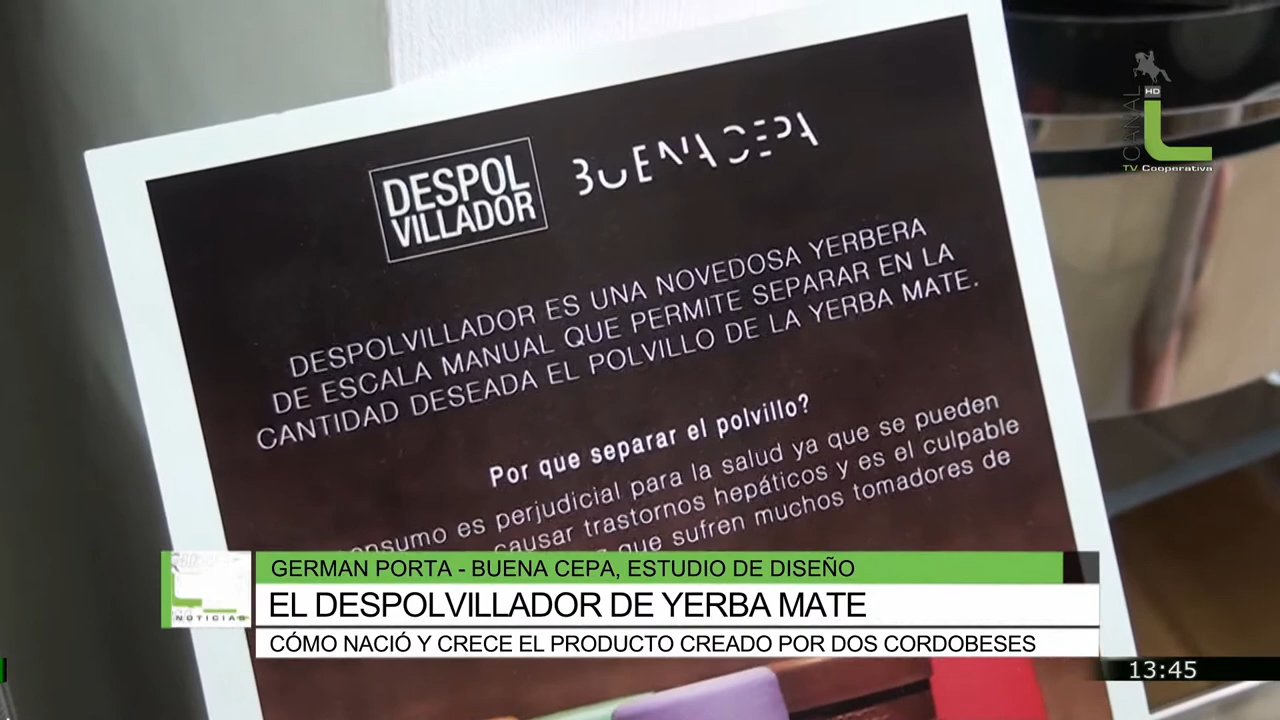 DESPOL
VILLADOR
BUENA CEPA
DESPOLVILLADOR ES UNA NOVEDOSA YERBERA
DE ESCALA MANUAL QUE PERMITE SEPARAR EN LA
CANTIDAD DESEADA EL POLVILLO DE LA YERBA MATE.
Por que separar el polvillo?
es perjudicial para la salud ya que se pueden
causar trastornos hepáticos y es el culpable
que sufren muchos tomadores de
CANAL
HD
TV Cooperativa
NOTICIAS
GERMAN PORTA - BUENA CEPA, ESTUDIO DE DISEÑO
EL DESPOLVILLADOR DE YERBA MATE
CÓMO NACIÓ Y CRECE EL PRODUCTO CREADO POR DOS CORDOBESES
13:45